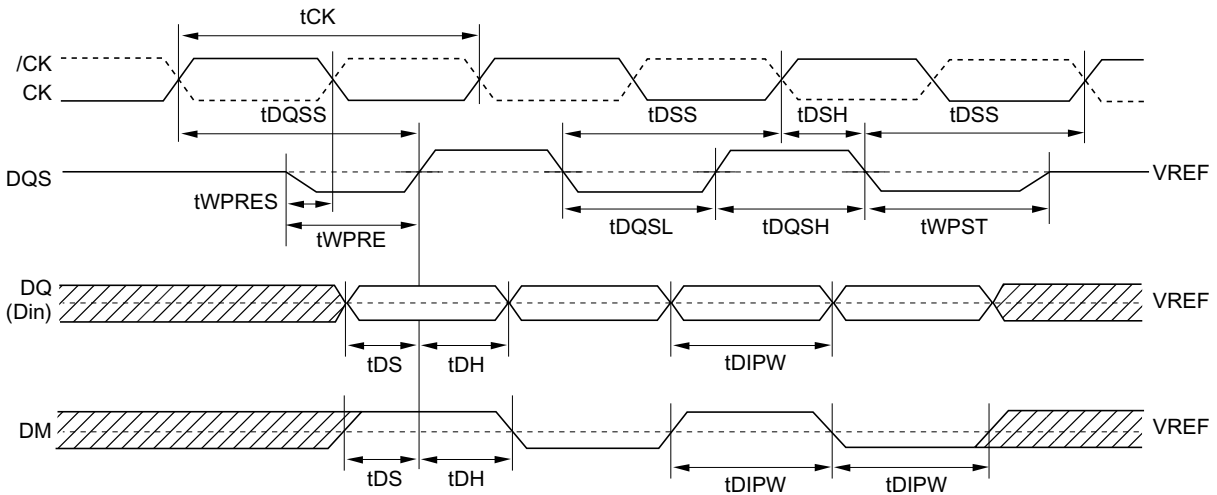 tCK
/CK
CK
tDQSS tDSS tDSH tDSS
DQS VREF
tWPRES
tDQSL tDQSH tWPST
tWPRE
DQ
(Din) VREF
tDS tDH tDIPW
DM VREF
tDS tDH tDIPW tDIPW